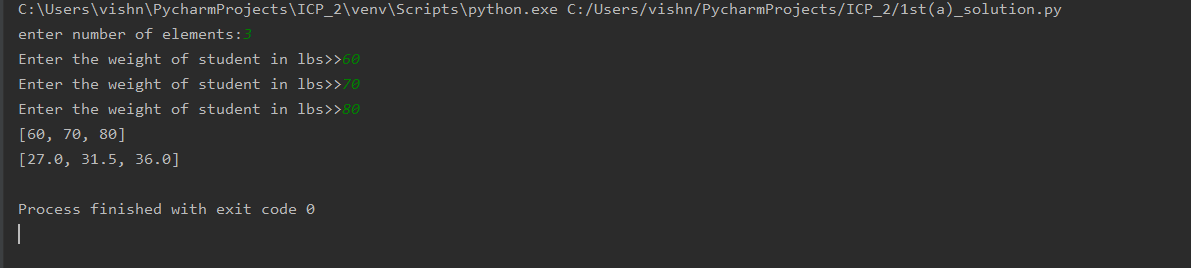 C:\Users\vishn\PycharmProjects\ICP_2\venv\Scripts\python.exe C:/Users/vishn/PycharmProjects/ICP_2/1st(a)_solution.py
enter number of elements:3
Enter the weight of student in lbs>>60
Enter the weight of student in lbs>>70
Enter the weight of student in lbs>>80
[60, 70, 80]
[27.0, 31.5, 36.0]
Process finished with exit code 0